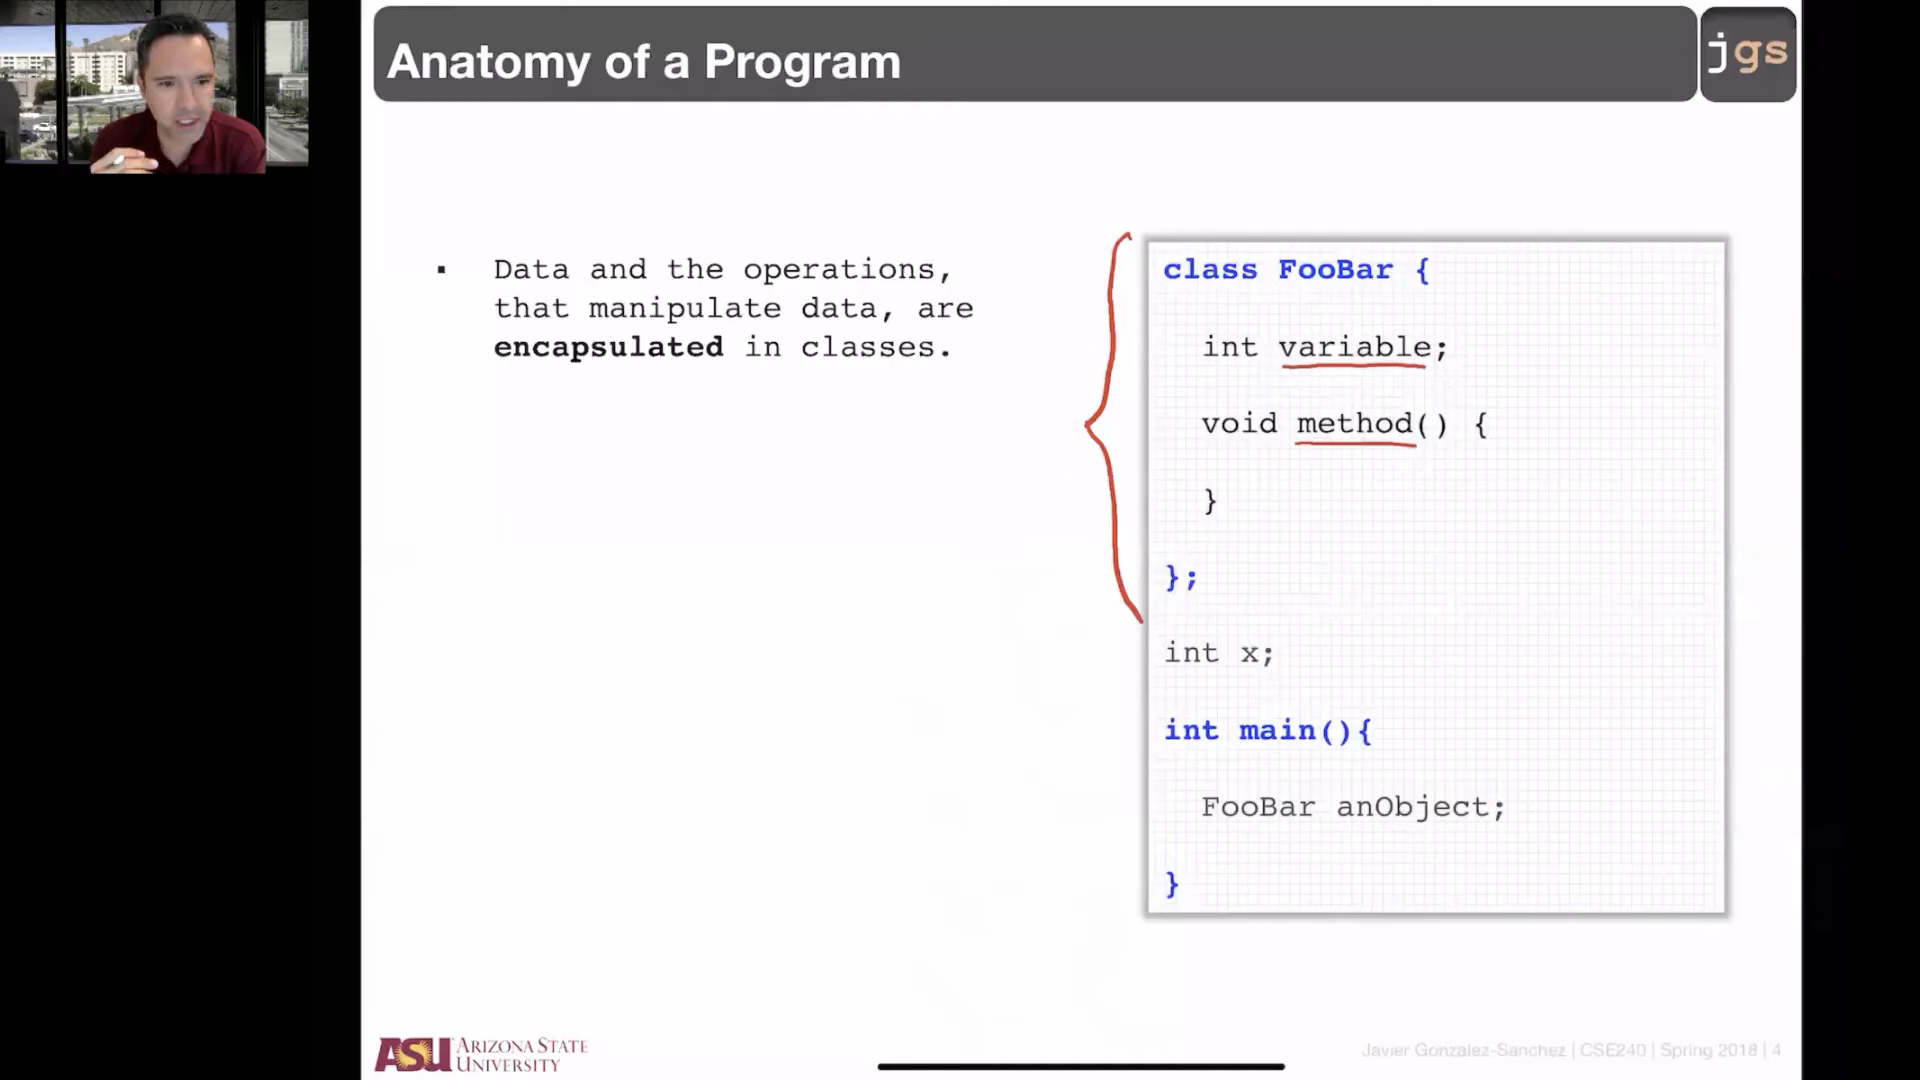 Anatomy of a Program
jgs
▪ Data and the operations,
that manipulate data, are
encapsulated in classes.
class FooBar {
int variable;
void method() {
}
};
int x;
int main(){
FooBar anObject;
}
ASU ARIZONA STATE
UNIVERSITY
Javier Gonzalez-Sanchez | CSE240 | Spring 2018 | 4